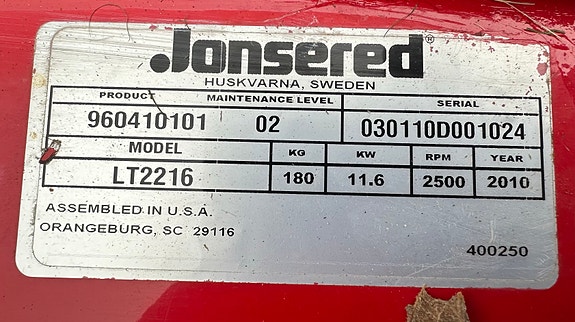 Jonsered®
HUSKVARNA, SWEDEN
PRODUCT MAINTENANCE LEVEL SERIAL
960410101 02 030110D001024
MODEL KG KW RPM YEAR
LT2216 180 11.6 2500 2010
ASSEMBLED IN U.S.A.
ORANGEBURG, SC 29116
400250